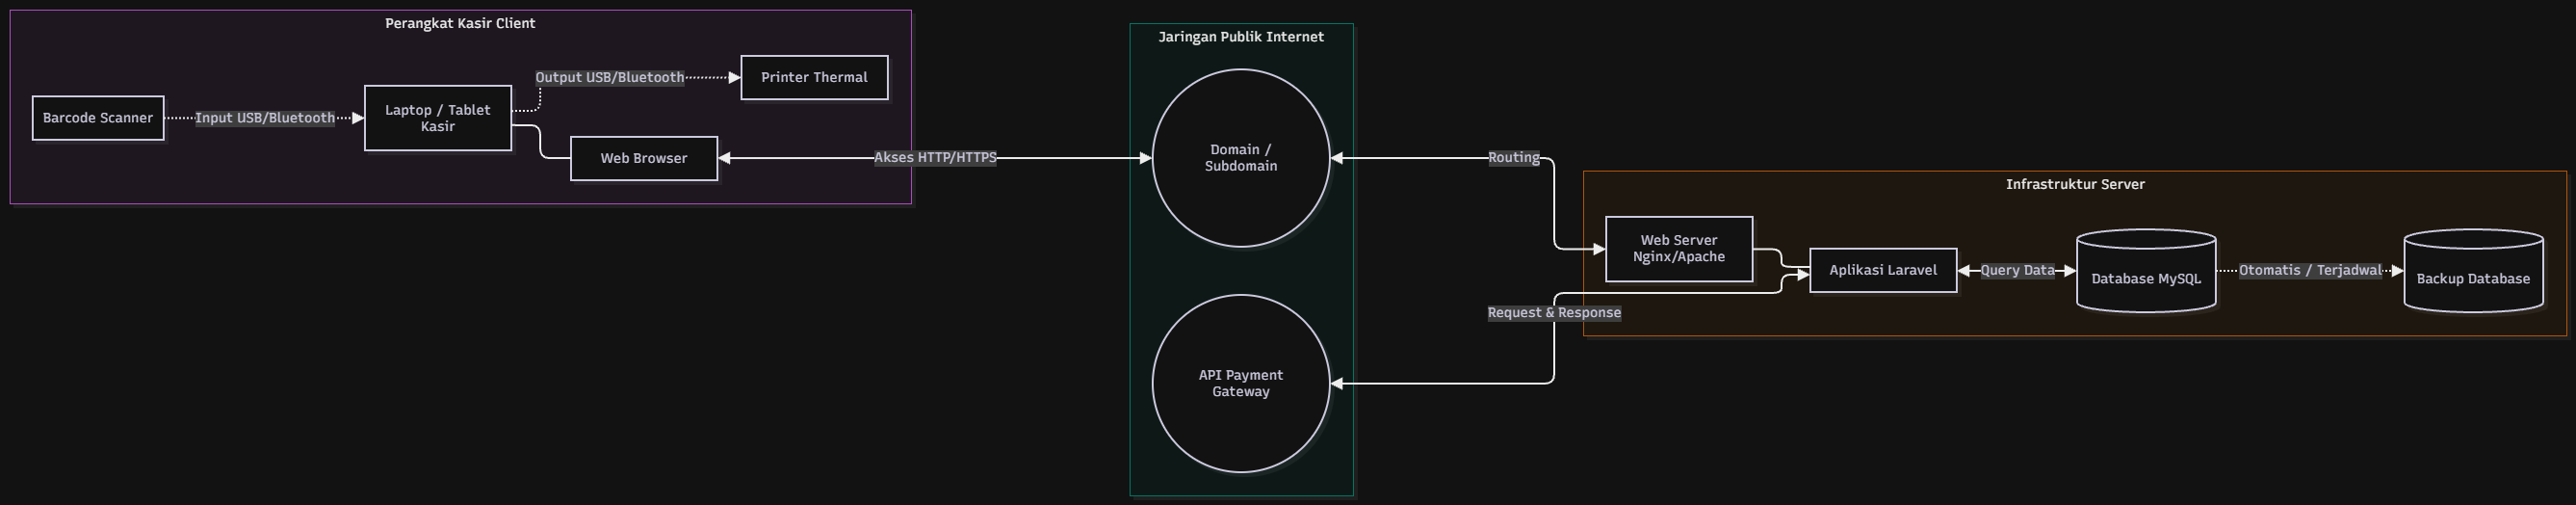 Perangkat Kasir Client
Barcode Scanner
Input USB/Bluetooth
Laptop / Tablet
Kasir
Output USB/Bluetooth
Printer Thermal
Web Browser
Akses HTTP/HTTPS
Jaringan Publik Internet
Domain /
Subdomain
API Payment
Gateway
Routing
Request & Response
Infrastruktur Server
Web Server
Nginx/Apache
Aplikasi Laravel
Query Data
Database MySQL
Otomatis / Terjadwal
Backup Database